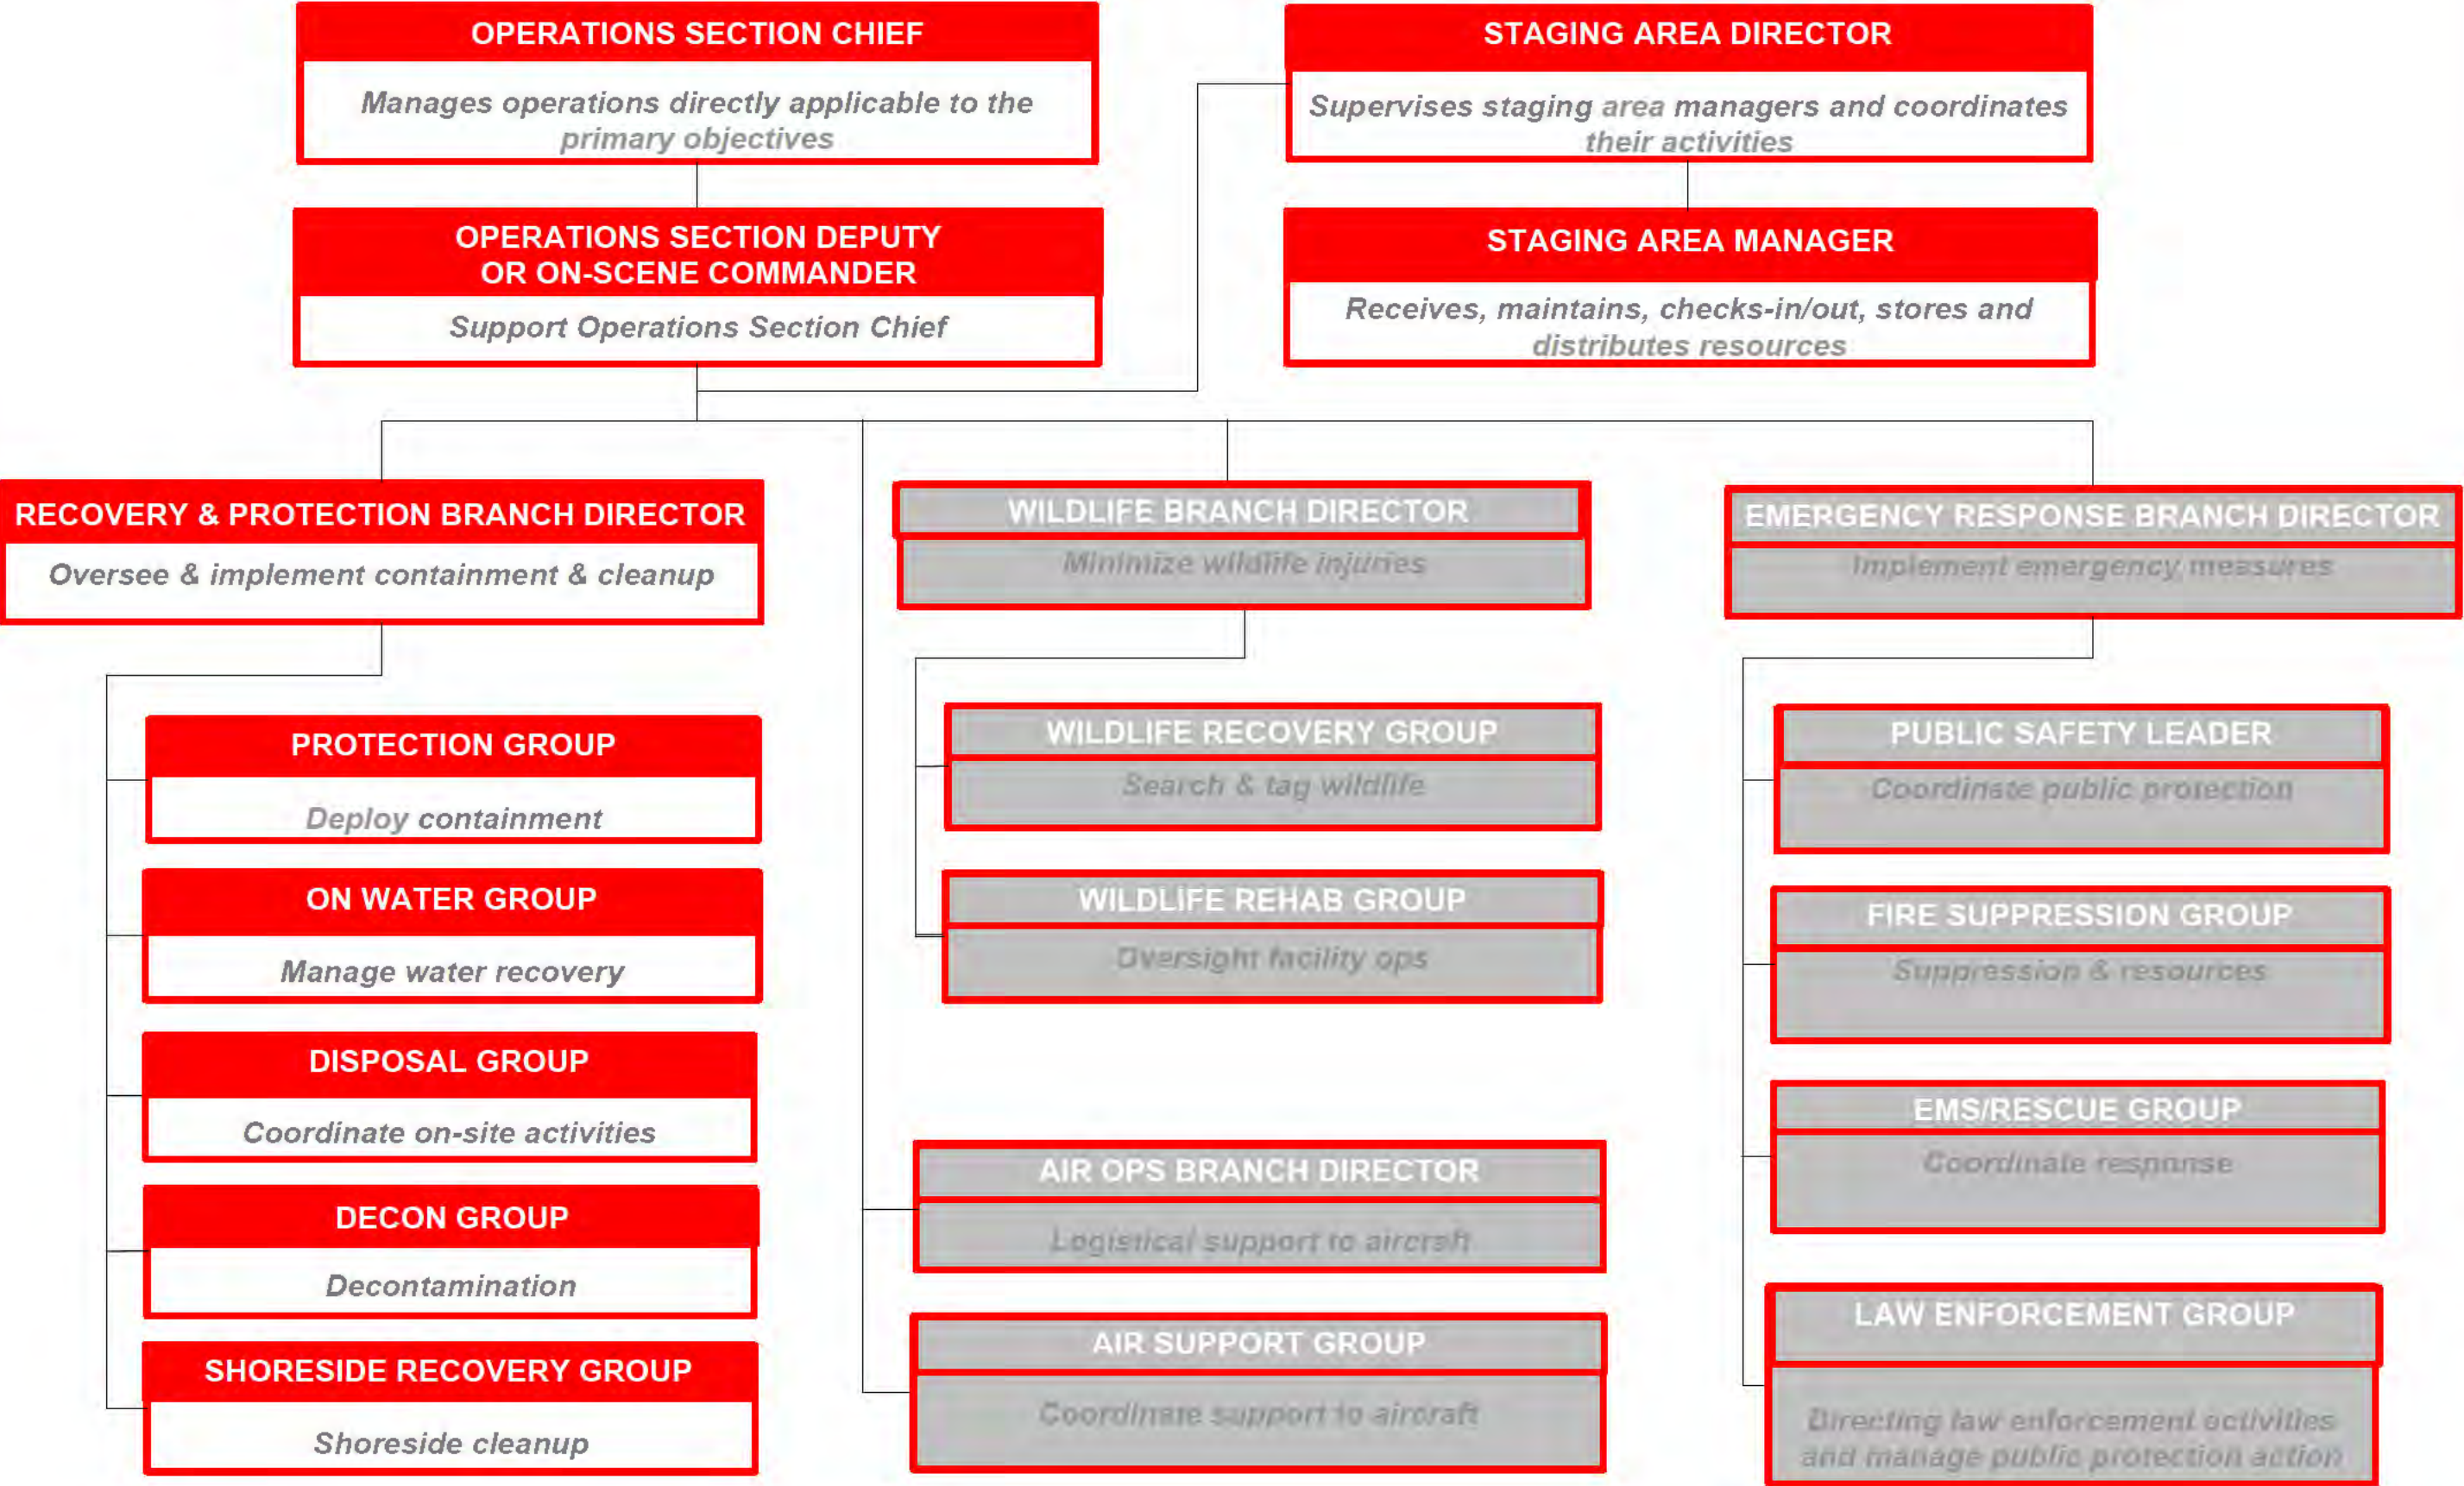 OPERATIONS SECTION CHIEF
Manages operations directly applicable to the
primary objectives
STAGING AREA DIRECTOR
Supervises staging area managers and coordinates
their activities
OPERATIONS SECTION DEPUTY
OR ON-SCENE COMMANDER
Support Operations Section Chief
STAGING AREA MANAGER
Receives, maintains, checks-in/out, stores and
distributes resources
RECOVERY & PROTECTION BRANCH DIRECTOR
Oversee & implement containment & cleanup
PROTECTION GROUP
Deploy containment
ON WATER GROUP
Manage water recovery
DISPOSAL GROUP
Coordinate on-site activities
DECON GROUP
Decontamination
SHORESIDE RECOVERY GROUP
Shoreside cleanup
WILDLIFE BRANCH DIRECTOR
Minimize wildlife injuries
WILDLIFE RECOVERY GROUP
Search & tag wildlife
WILDLIFE REHAB GROUP
Oversight facility ops
AIR OPS BRANCH DIRECTOR
Logistical support to aircraft
AIR SUPPORT GROUP
Coordinate support to aircraft
EMERGENCY RESPONSE BRANCH DIRECTOR
Implement emergency measures
PUBLIC SAFETY LEADER
Coordinate public protection
FIRE SUPPRESSION GROUP
Suppression & resources
EMS/RESCUE GROUP
Coordinate response
LAW ENFORCEMENT GROUP
Directing law enforcement activities
and manage public protection action